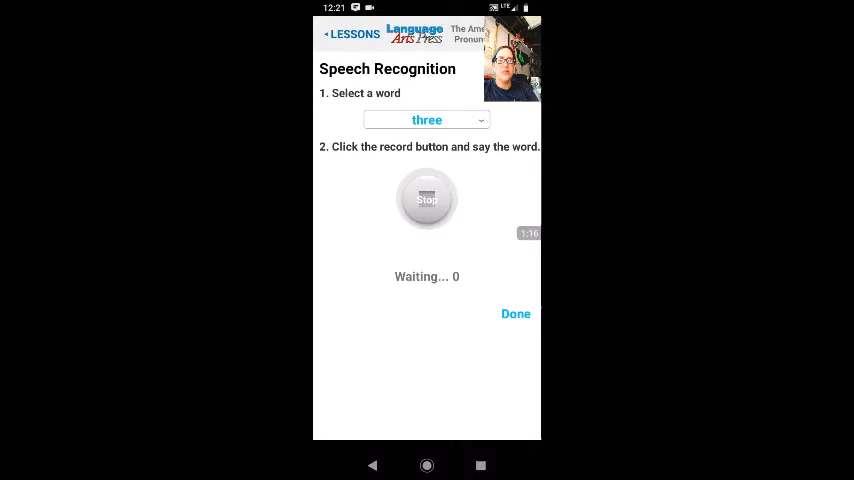 12:21 LTE
LESSONS Language The Ame
Arts Press Pronun
Speech Recognition
1. Select a word
three
2. Click the record button and say the word.
Stop
1:16
Waiting... 0
Done